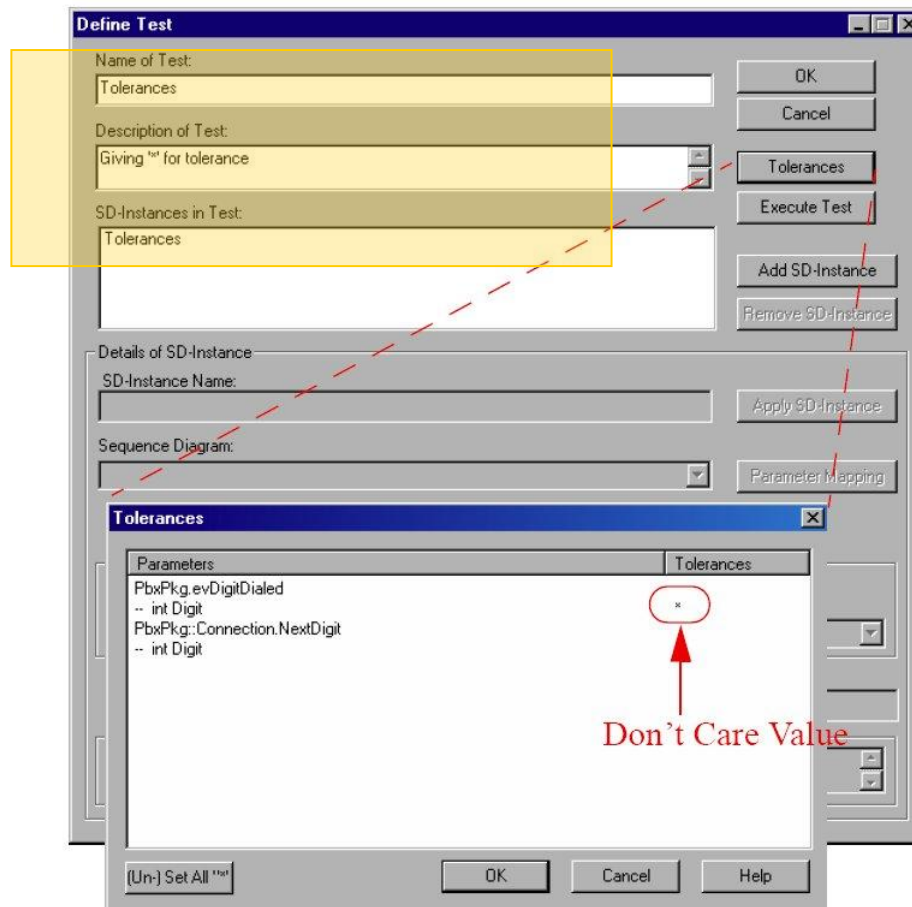 Define Test
Name of Test:
Tolerances
Description of Test:
Giving '*' for tolerance
SD-Instances in Test:
Tolerances
OK
Cancel
Tolerances
Execute Test
Add SD-Instance
Remove SD-Instance
Details of SD-Instance
SD-Instance Name:
Apply SD-Instance
Sequence Diagram:
Parameter Mapping
Tolerances
Parameters Tolerances
PbxPkg.evDigitDialed
-- int Digit *
PbxPkg::Connection.NextDigit
-- int Digit
Don't Care Value
(Un-) Set All "*" OK Cancel Help